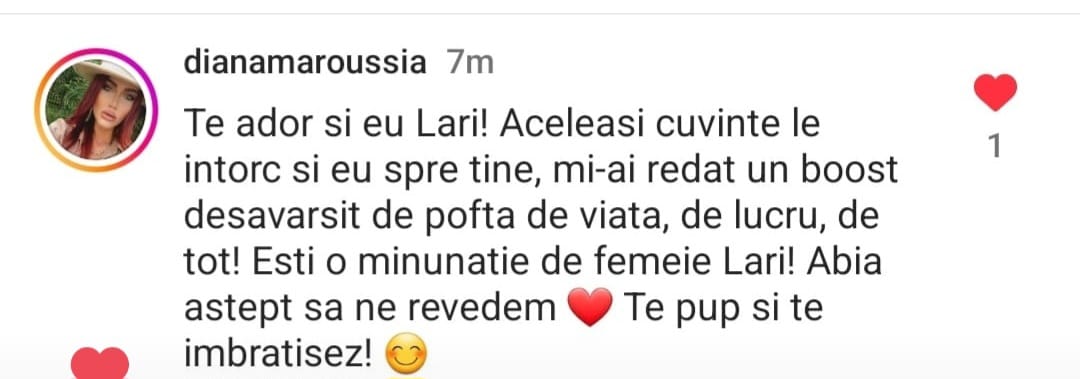 dianamaroussia 7m
Te ador si eu Lari! Aceleasi cuvinte le
intorc si eu spre tine, mi-ai redat un boost
desavarsit de pofta de viata, de lucru, de
tot! Esti o minunatie de femeie Lari! Abia
astept sa ne revedem ❤️ Te pup si te
imbratisez! 😊
1